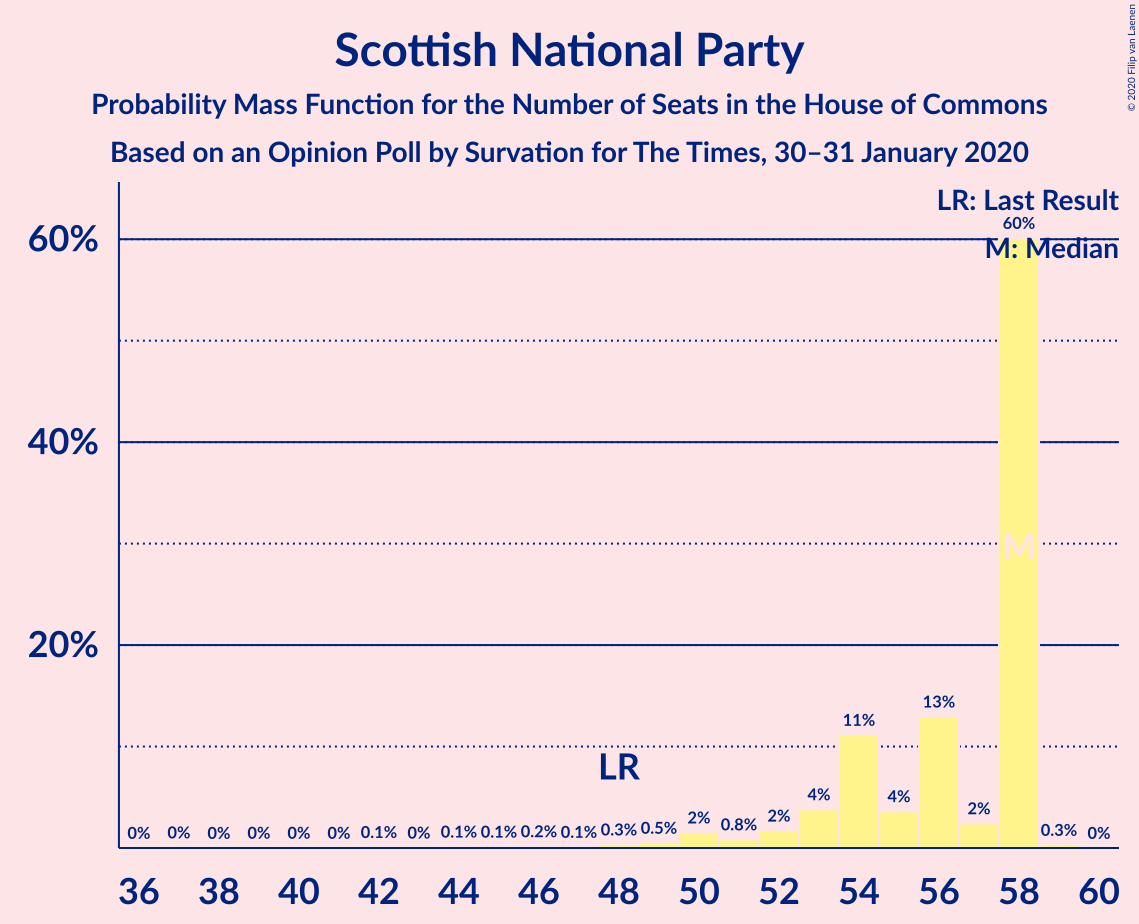 Scottish National Party
Probability Mass Function for the Number of Seats in the House of Commons
Based on an Opinion Poll by Survation for The Times, 30–31 January 2020
© 2020 Filip van Laenen
LR: Last Result
60%
M: Median
60%
40%
20%
M
LR
0% 0% 0% 0% 0% 0% 0.1% 0% 0.1% 0.1% 0.2% 0.1% 0.3% 0.5% 2% 0.8% 2% 4% 11% 4% 13% 2% 0.3% 0%
36 38 40 42 44 46 48 50 52 54 56 58 60